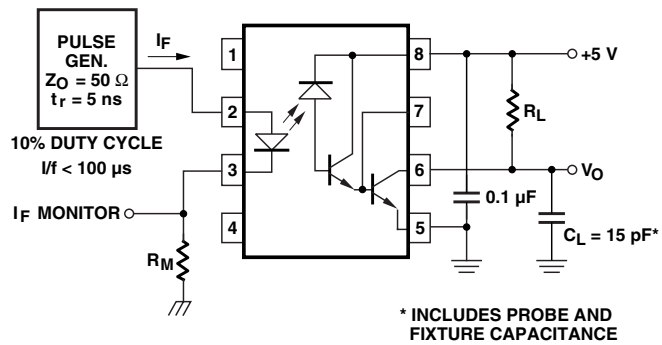 PULSE
GEN.
Z_O = 50 Ω
t_r = 5 ns
I_F
10% DUTY CYCLE
I/f < 100 µs
I_F MONITOR
R_M
1
2
3
4
8
7
6
5
+5 V
R_L
V_O
0.1 µF
C_L = 15 pF*
* INCLUDES PROBE AND
FIXTURE CAPACITANCE